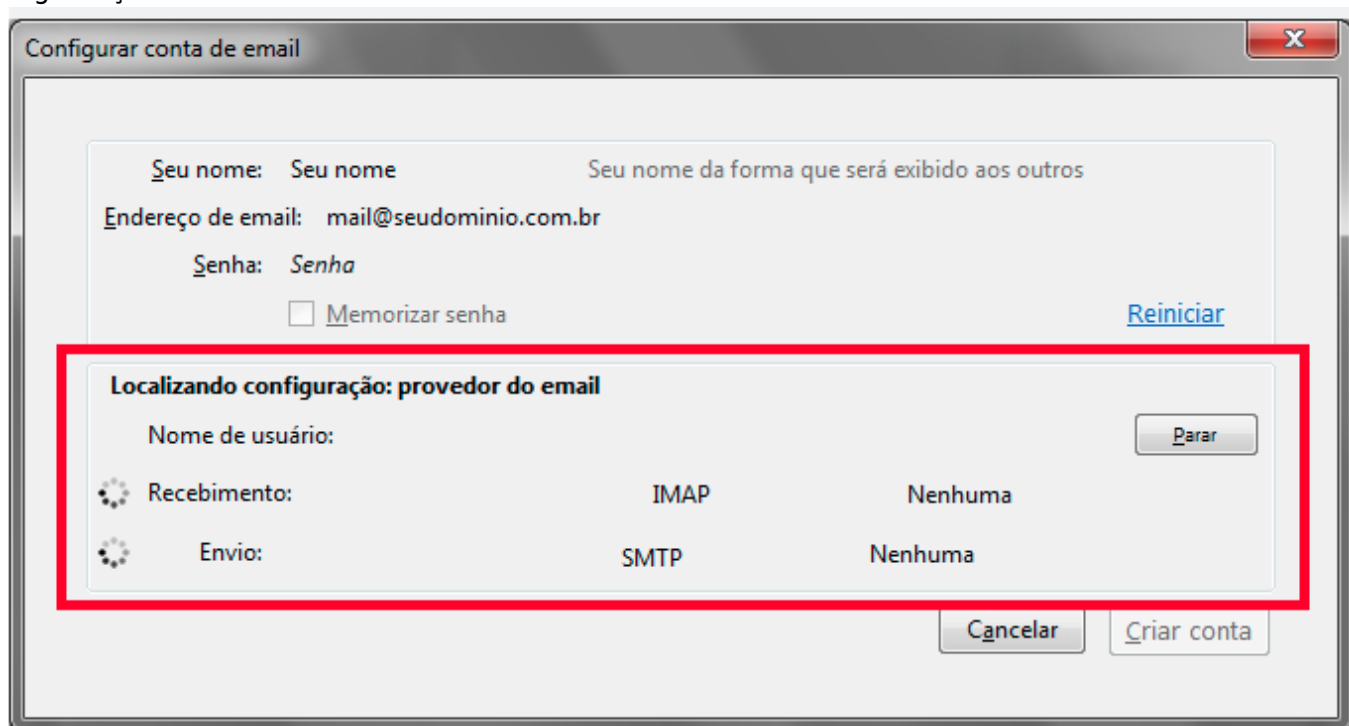 Configurar conta de email
Seu nome: Seu nome Seu nome da forma que será exibido aos outros
Endereço de email: mail@seudominio.com.br
Senha: Senha
Memorizar senha Reiniciar
Localizando configuração: provedor do email
Nome de usuário: Parar
Recebimento: IMAP Nenhuma
Envio: SMTP Nenhuma
Cancelar Criar conta